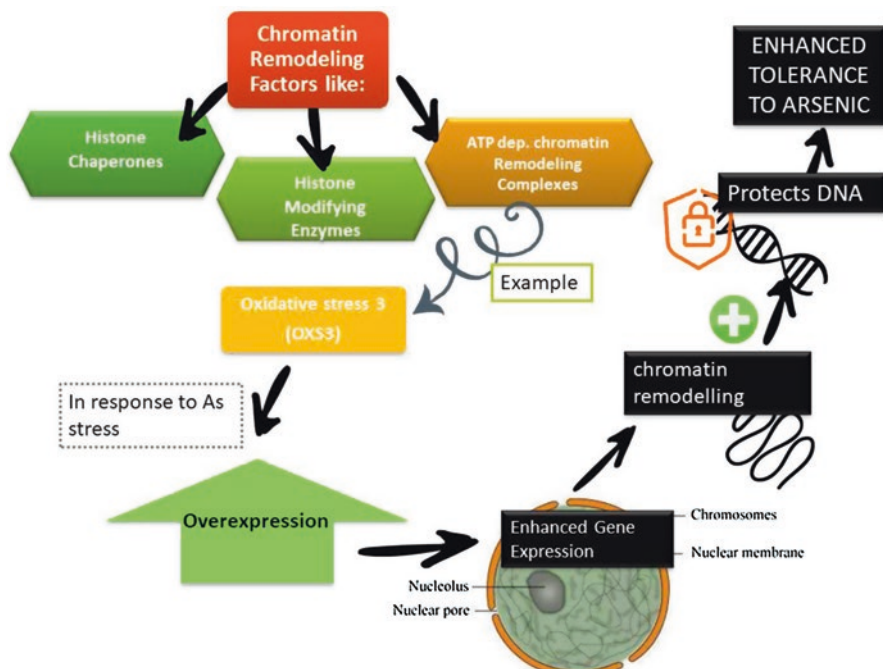 Chromatin
Remodeling
Factors like:
Histone
Chaperones
Histone
Modifying
Enzymes
ATP dep. chromatin
Remodeling
Complexes
Example
Oxidative stress 3
(OXS3)
In response to As
stress
Overexpression
Enhanced Gene
Expression
Chromosomes
Nuclear membrane
Nucleolus
Nuclear pore
chromatin
remodelling
Protects DNA
ENHANCED
TOLERANCE
TO ARSENIC